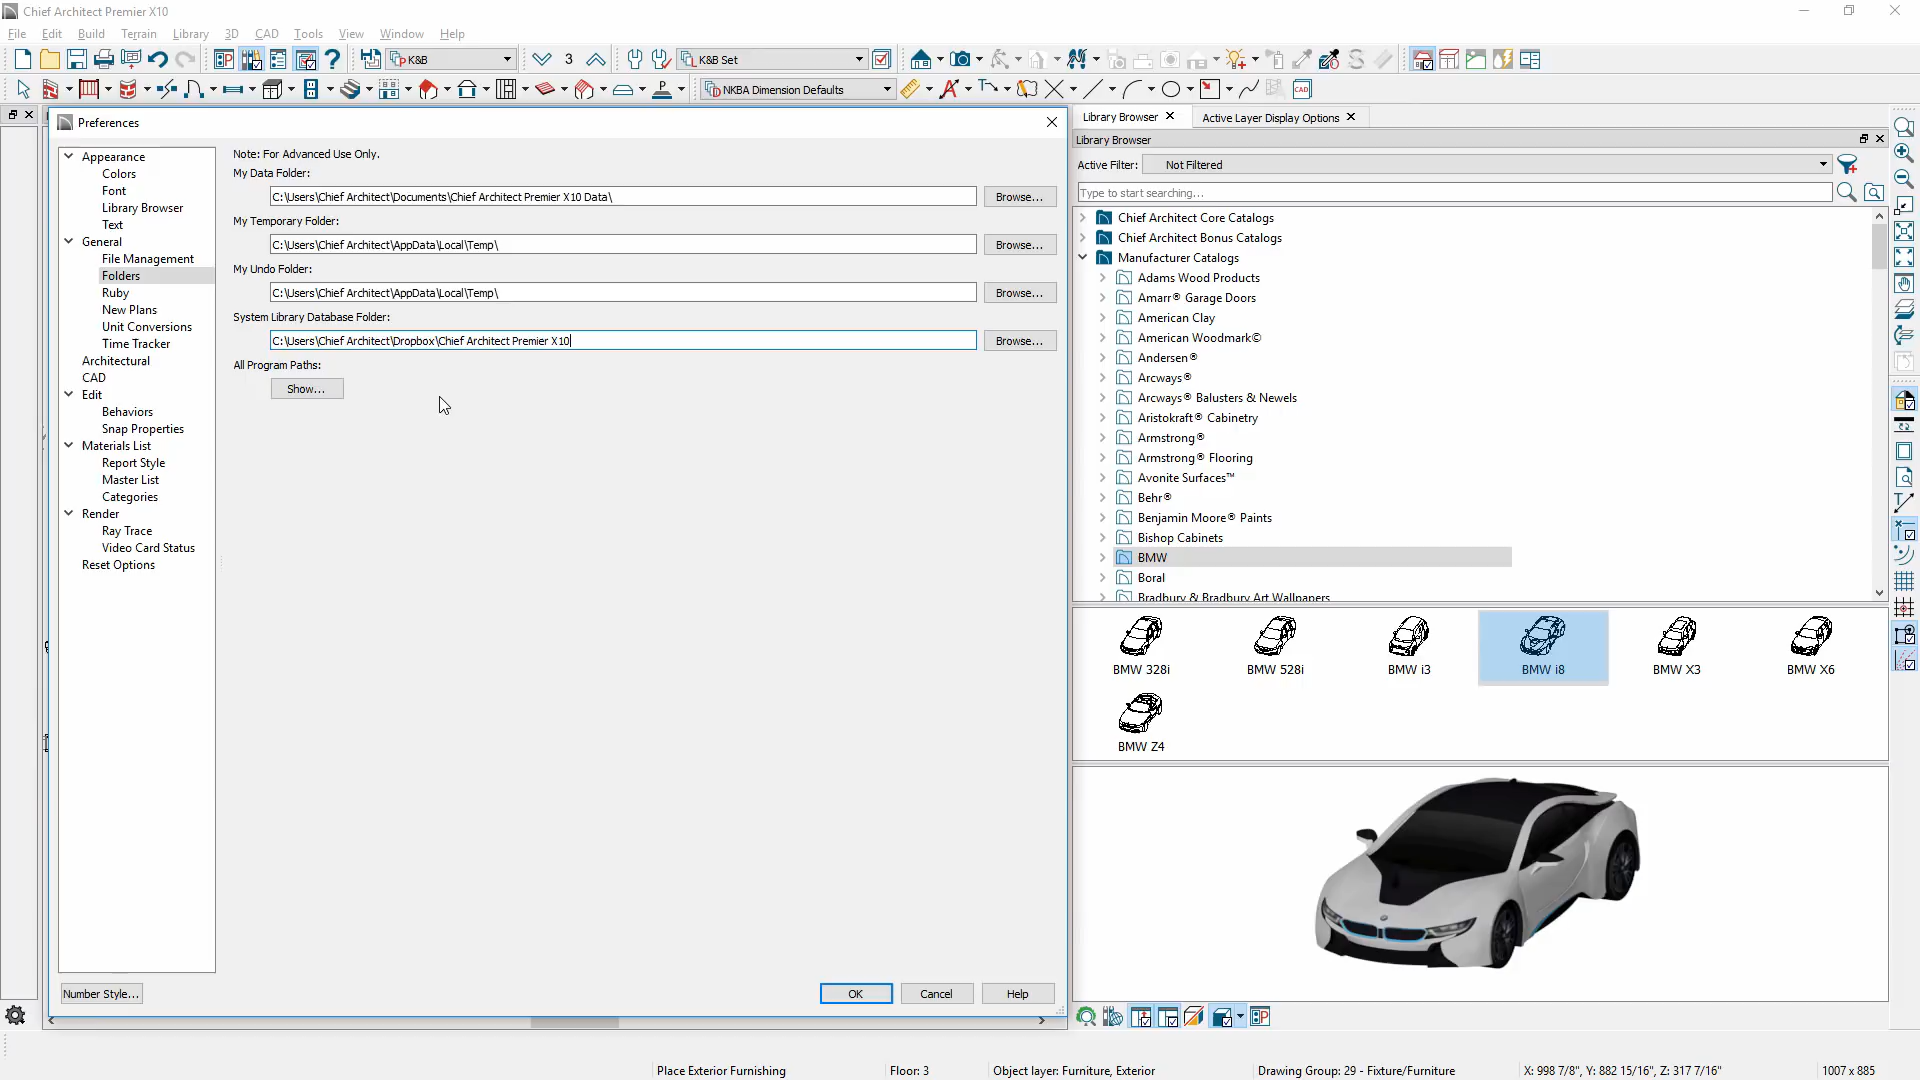 Chief Architect Premier X10
File Edit Build Terrain Library 3D CAD Tools View Window Help
K&B 3 K&B Set
NKBA Dimension Defaults CAD
Preferences
Appearance
Colors
Font
Library Browser
Text
General
File Management
Folders
Ruby
New Plans
Unit Conversions
Time Tracker
Architectural
CAD
Edit
Behaviors
Snap Properties
Materials List
Report Style
Master List
Categories
Render
Ray Trace
Video Card Status
Reset Options
Note: For Advanced Use Only.
My Data Folder:
C:\Users\Chief Architect\Documents\Chief Architect Premier X10 Data\ Browse...
My Temporary Folder:
C:\Users\Chief Architect\AppData\Local\Temp\ Browse...
My Undo Folder:
C:\Users\Chief Architect\AppData\Local\Temp\ Browse...
System Library Database Folder:
C:\Users\Chief Architect\Dropbox\Chief Architect Premier X10 Browse...
All Program Paths:
Show...
Number Style... OK Cancel Help
Library Browser Active Layer Display Options
Library Browser
Active Filter: Not Filtered
Type to start searching...
Chief Architect Core Catalogs
Chief Architect Bonus Catalogs
Manufacturer Catalogs
Adams Wood Products
Amarr® Garage Doors
American Clay
American Woodmark©
Andersen®
Arcways®
Arcways® Balusters & Newels
Aristokraft® Cabinetry
Armstrong®
Armstrong® Flooring
Avonite Surfaces™
Behr®
Benjamin Moore® Paints
Bishop Cabinets
BMW
Boral
Bradbury & Bradbury Art Wallpapers
BMW 328i BMW 528i BMW i3 BMW i8 BMW X3 BMW X6
BMW Z4
Place Exterior Furnishing Floor: 3 Object layer: Furniture, Exterior Drawing Group: 29 - Fixture/Furniture X: 998 7/8", Y: 882 15/16", Z: 317 7/16" 1007 x 885